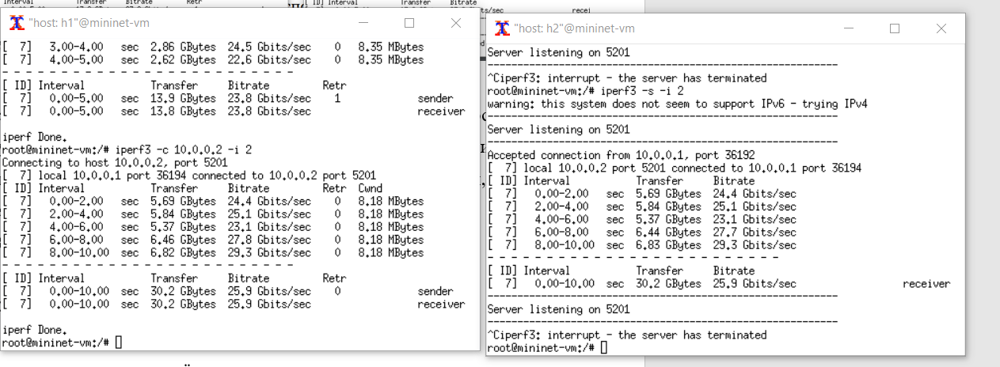 Interval Transfer Bitrate Retr
[ ID] Interval Transfer Bitrate
"host: h1"@mininet-vm
[  7]   3.00-4.00   sec  2.86 GBytes  24.5 Gbits/sec    0   8.35 MBytes
[  7]   4.00-5.00   sec  2.62 GBytes  22.6 Gbits/sec    0   8.35 MBytes
- - - - - - - - - - - - - - - - - - - - - - - - -
[ ID] Interval           Transfer     Bitrate         Retr
[  7]   0.00-5.00   sec  13.9 GBytes  23.8 Gbits/sec    1             sender
[  7]   0.00-5.00   sec  13.8 GBytes  23.8 Gbits/sec                  receiver
iperf Done.
root@mininet-vm:/# iperf3 -c 10.0.0.2 -i 2
Connecting to host 10.0.0.2, port 5201
[  7] local 10.0.0.1 port 36194 connected to 10.0.0.2 port 5201
[ ID] Interval           Transfer     Bitrate         Retr  Cwnd
[  7]   0.00-2.00   sec  5.69 GBytes  24.4 Gbits/sec    0   8.18 MBytes
[  7]   2.00-4.00   sec  5.84 GBytes  25.1 Gbits/sec    0   8.18 MBytes
[  7]   4.00-6.00   sec  5.37 GBytes  23.1 Gbits/sec    0   8.18 MBytes
[  7]   6.00-8.00   sec  6.46 GBytes  27.8 Gbits/sec    0   8.18 MBytes
[  7]   8.00-10.00  sec  6.82 GBytes  29.3 Gbits/sec    0   8.18 MBytes
- - - - - - - - - - - - - - - - - - - - - - - - -
[ ID] Interval           Transfer     Bitrate         Retr
[  7]   0.00-10.00  sec  30.2 GBytes  25.9 Gbits/sec    0             sender
[  7]   0.00-10.00  sec  30.2 GBytes  25.9 Gbits/sec                  receiver
iperf Done.
root@mininet-vm:/#
"host: h2"@mininet-vm
Server listening on 5201
-----------------------------------------------------------
^Ciperf3: interrupt - the server has terminated
root@mininet-vm:/# iperf3 -s -i 2
warning: this system does not seem to support IPv6 - trying IPv4
-----------------------------------------------------------
Server listening on 5201
-----------------------------------------------------------
Accepted connection from 10.0.0.1, port 36192
[  7] local 10.0.0.2 port 5201 connected to 10.0.0.1 port 36194
[ ID] Interval           Transfer     Bitrate
[  7]   0.00-2.00   sec  5.69 GBytes  24.4 Gbits/sec
[  7]   2.00-4.00   sec  5.84 GBytes  25.1 Gbits/sec
[  7]   4.00-6.00   sec  5.37 GBytes  23.1 Gbits/sec
[  7]   6.00-8.00   sec  6.44 GBytes  27.7 Gbits/sec
[  7]   8.00-10.00  sec  6.83 GBytes  29.3 Gbits/sec
- - - - - - - - - - - - - - - - - - - - - - - - -
[ ID] Interval           Transfer     Bitrate
[  7]   0.00-10.00  sec  30.2 GBytes  25.9 Gbits/sec                  receiver
-----------------------------------------------------------
Server listening on 5201
-----------------------------------------------------------
^Ciperf3: interrupt - the server has terminated
root@mininet-vm:/#